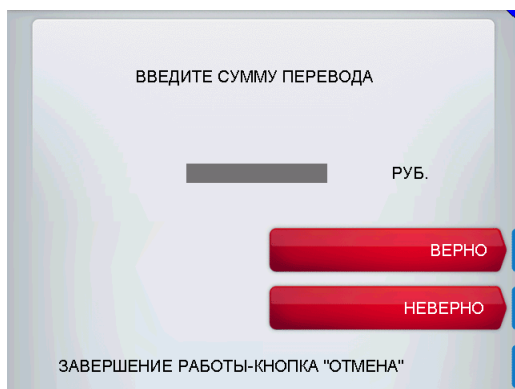 ВВЕДИТЕ СУММУ ПЕРЕВОДА
РУБ.
ВЕРНО
НЕВЕРНО
ЗАВЕРШЕНИЕ РАБОТЫ-КНОПКА "ОТМЕНА"